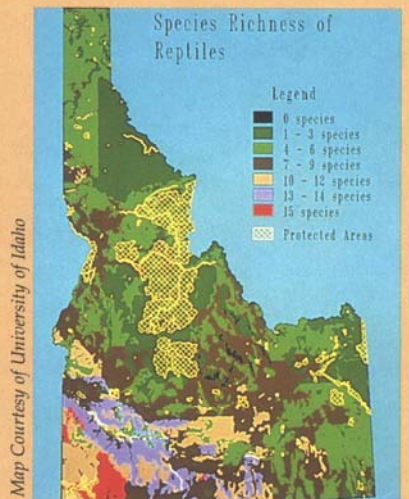 Species Richness of
Reptiles
Legend
0 species
1 - 3 species
4 - 6 species
7 - 9 species
10 - 12 species
13 - 14 species
15 species
Protected Areas
Map Courtesy of University of Idaho